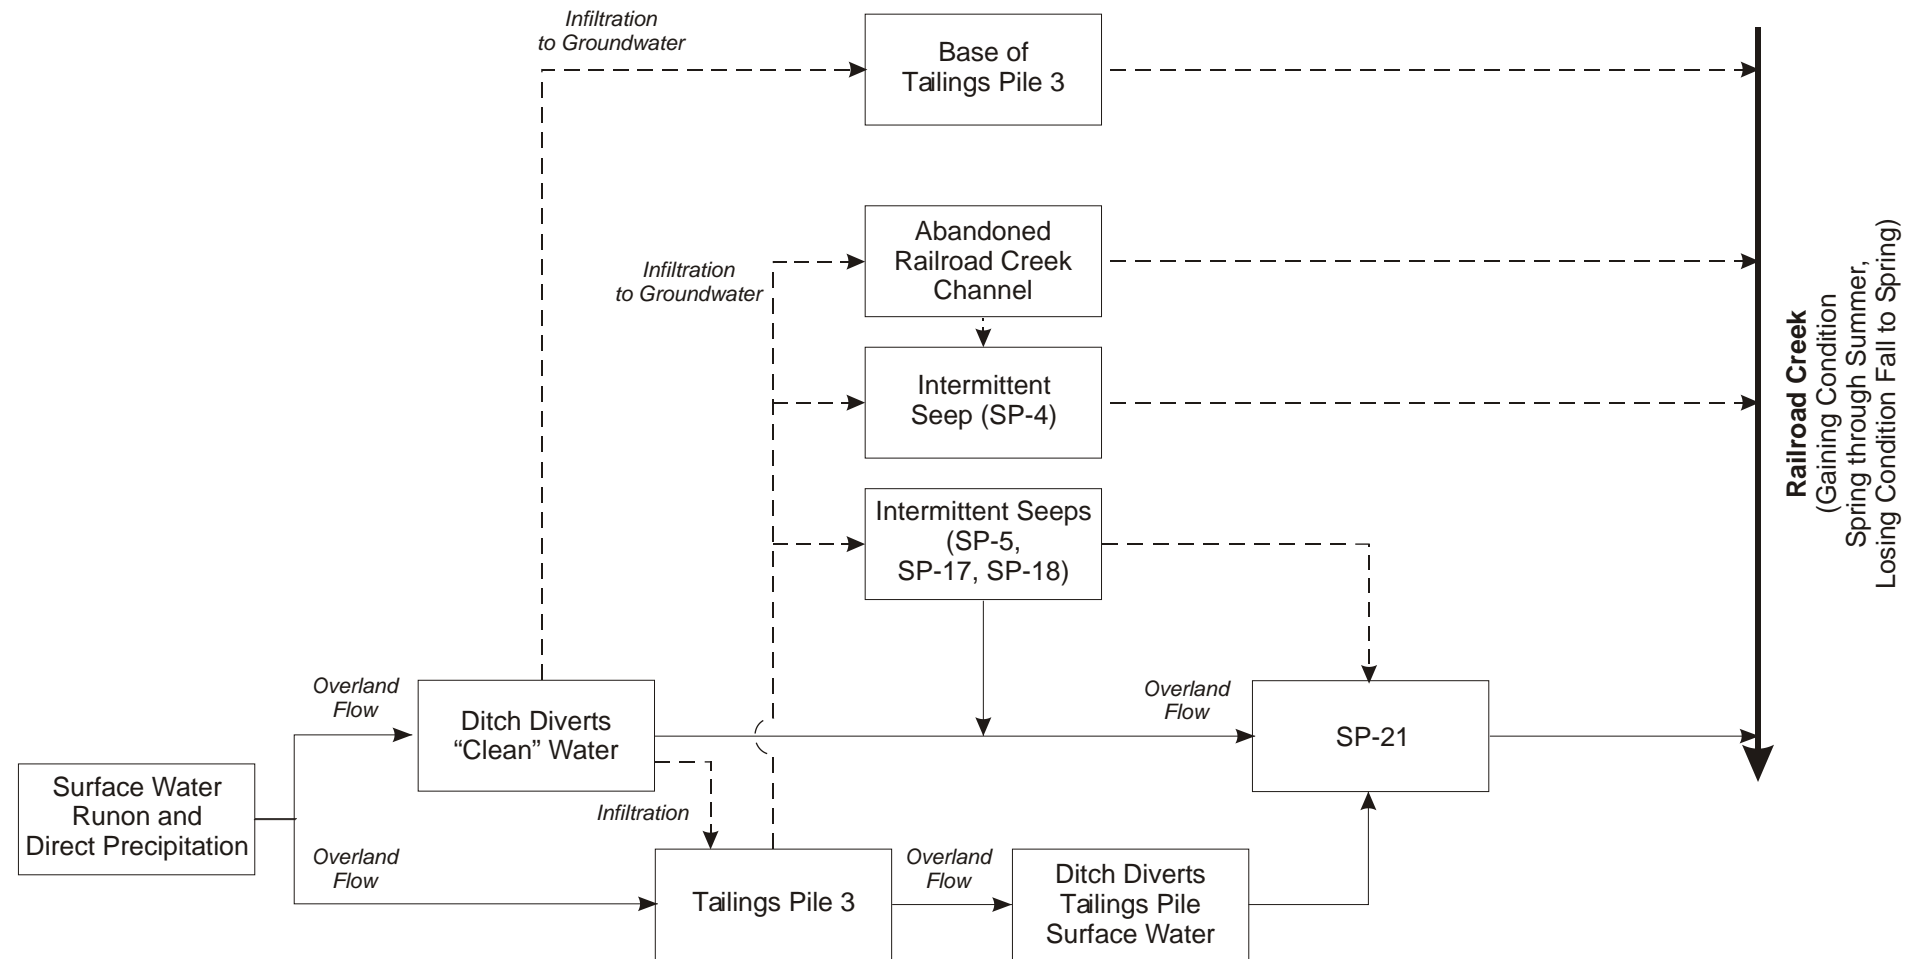 Infiltration
to Groundwater
Base of
Tailings Pile 3
Abandoned
Railroad Creek
Channel
Infiltration
to Groundwater
Intermittent
Seep (SP-4)
Intermittent Seeps
(SP-5,
SP-17, SP-18)
Railroad Creek
(Gaining Condition
Spring through Summer,
Losing Condition Fall to Spring)
Overland
Flow
Ditch Diverts
“Clean” Water
Overland
Flow
SP-21
Surface Water
Runon and
Direct Precipitation
Infiltration
Overland
Flow
Tailings Pile 3
Overland
Flow
Ditch Diverts
Tailings Pile
Surface Water